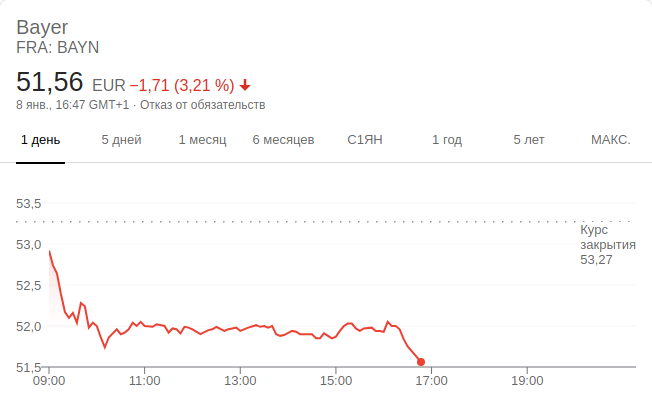 Bayer
FRA: BAYN
51,56 EUR −1,71 (3,21 %)
8 янв., 16:47 GMT+1 · Отказ от обязательств
1 день 5 дней 1 месяц 6 месяцев С1ЯН 1 год 5 лет МАКС.
53,5
Курс
закрытия
53,27
53,0
52,5
52,0
51,5
09:00 11:00 13:00 15:00 17:00 19:00